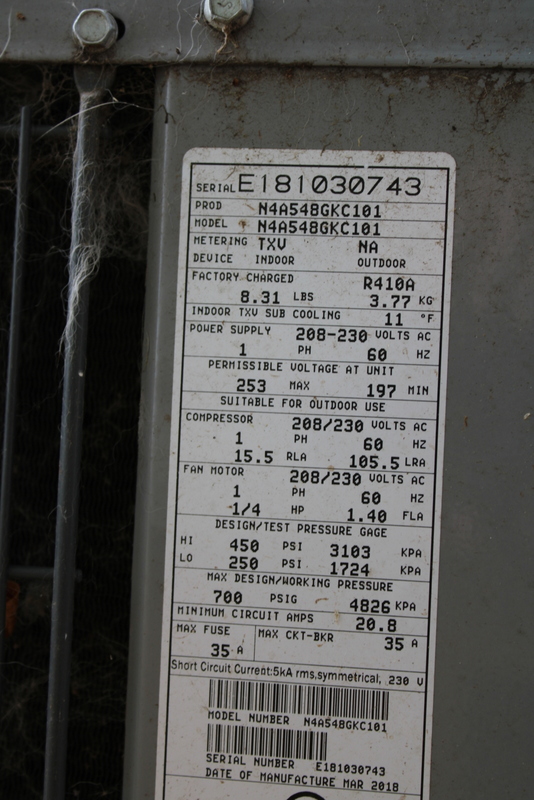 SERIAL E181030743
PROD N4A548GKC101
MODEL N4A548GKC101
METERING TXV NA
DEVICE INDOOR OUTDOOR
FACTORY CHARGED R410A
8.31 LBS 3.77 KG
INDOOR TXV SUB COOLING 11 °F
POWER SUPPLY 208-230 VOLTS AC
1 PH 60 HZ
PERMISSIBLE VOLTAGE AT UNIT
253 MAX 197 MIN
SUITABLE FOR OUTDOOR USE
COMPRESSOR 208/230 VOLTS AC
1 PH 60 HZ
15.5 RLA 105.5 LRA
FAN MOTOR 208/230 VOLTS AC
1 PH 60 HZ
1/4 HP 1.40 FLA
DESIGN/TEST PRESSURE GAGE
HI 450 PSI 3103 KPA
LO 250 PSI 1724 KPA
MAX DESIGN/WORKING PRESSURE
700 PSIG 4826 KPA
MINIMUM CIRCUIT AMPS 20.8
MAX FUSE MAX CKT-BKR 35 A
35 A
Short Circuit Current:5kA rms,symmetrical, 230 V
MODEL NUMBER N4A548GKC101
SERIAL NUMBER E181030743
DATE OF MANUFACTURE MAR 2018